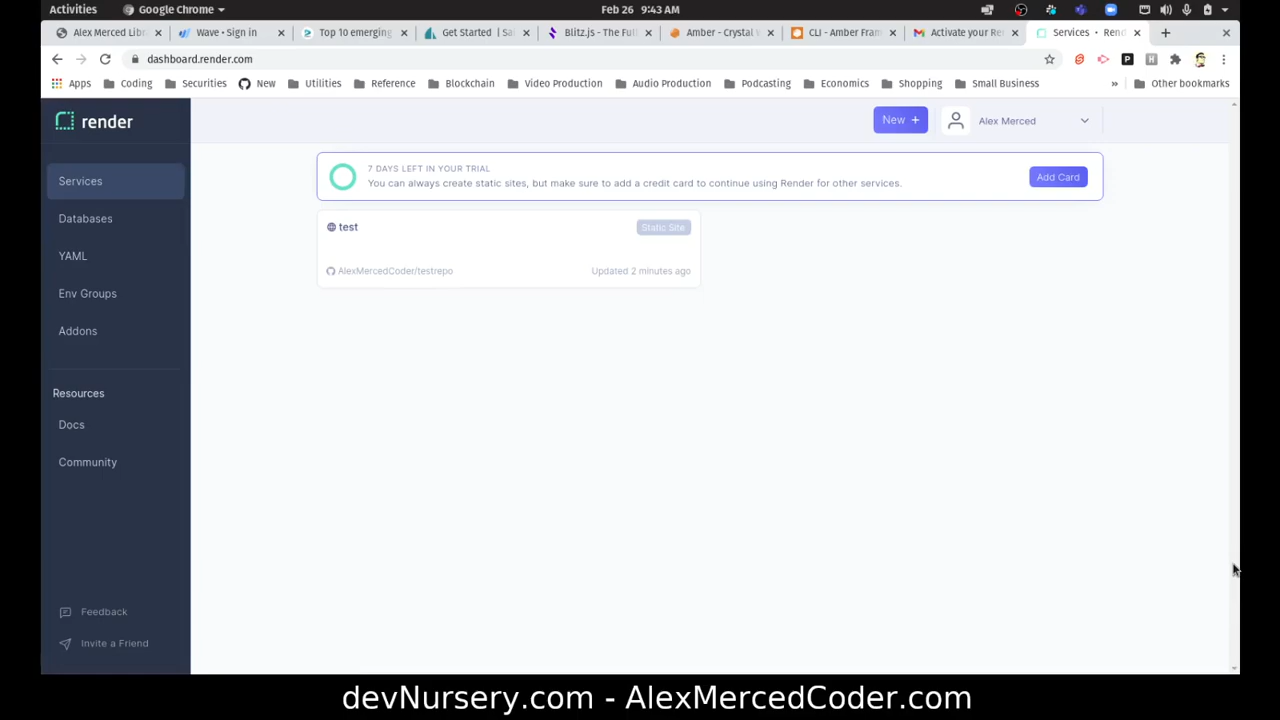 Activities
Google Chrome
Feb 26 9:43 AM
Alex Merced Libra
Wave • Sign in
Top 10 emerging
Get Started | Sai
Blitz.js - The Full
Amber - Crystal
CLI - Amber Fram
Activate your Re
Services • Rend
dashboard.render.com
Apps
Coding
Securities
New
Utilities
Reference
Blockchain
Video Production
Audio Production
Podcasting
Economics
Shopping
Small Business
»
Other bookmarks
render
New +
Alex Merced
Services
Databases
YAML
Env Groups
Addons
Resources
Docs
Community
Feedback
Invite a Friend
7 DAYS LEFT IN YOUR TRIAL
You can always create static sites, but make sure to add a credit card to continue using Render for other services.
Add Card
test
Static Site
AlexMercedCoder/testrepo
Updated 2 minutes ago
devNursery.com - AlexMercedCoder.com